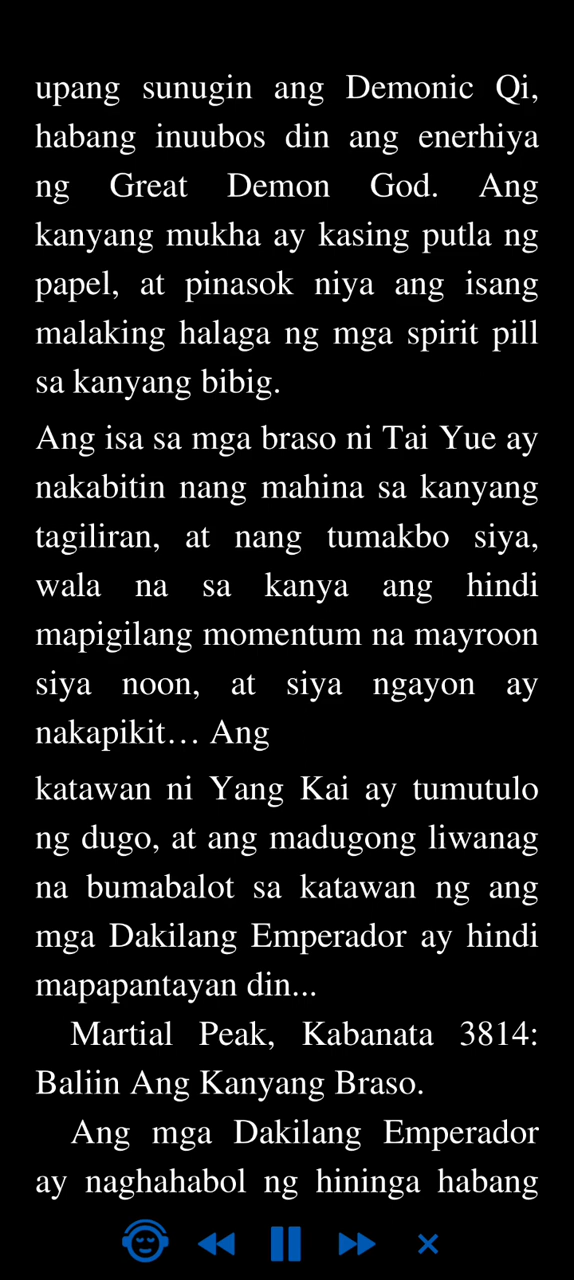 upang sunugin ang Demonic Qi,
habang inuubos din ang enerhiya
ng Great Demon God. Ang
kanyang mukha ay kasing putla ng
papel, at pinasok niya ang isang
malaking halaga ng mga spirit pill
sa kanyang bibig.
Ang isa sa mga braso ni Tai Yue ay
nakabitin nang mahina sa kanyang
tagiliran, at nang tumakbo siya,
wala na sa kanya ang hindi
mapigilang momentum na mayroon
siya noon, at siya ngayon ay
nakapikit… Ang
katawan ni Yang Kai ay tumutulo
ng dugo, at ang madugong liwanag
na bumabalot sa katawan ng ang
mga Dakilang Emperador ay hindi
mapapantayan din...
Martial Peak, Kabanata 3814:
Baliin Ang Kanyang Braso.
Ang mga Dakilang Emperador
ay naghahabol ng hininga habang